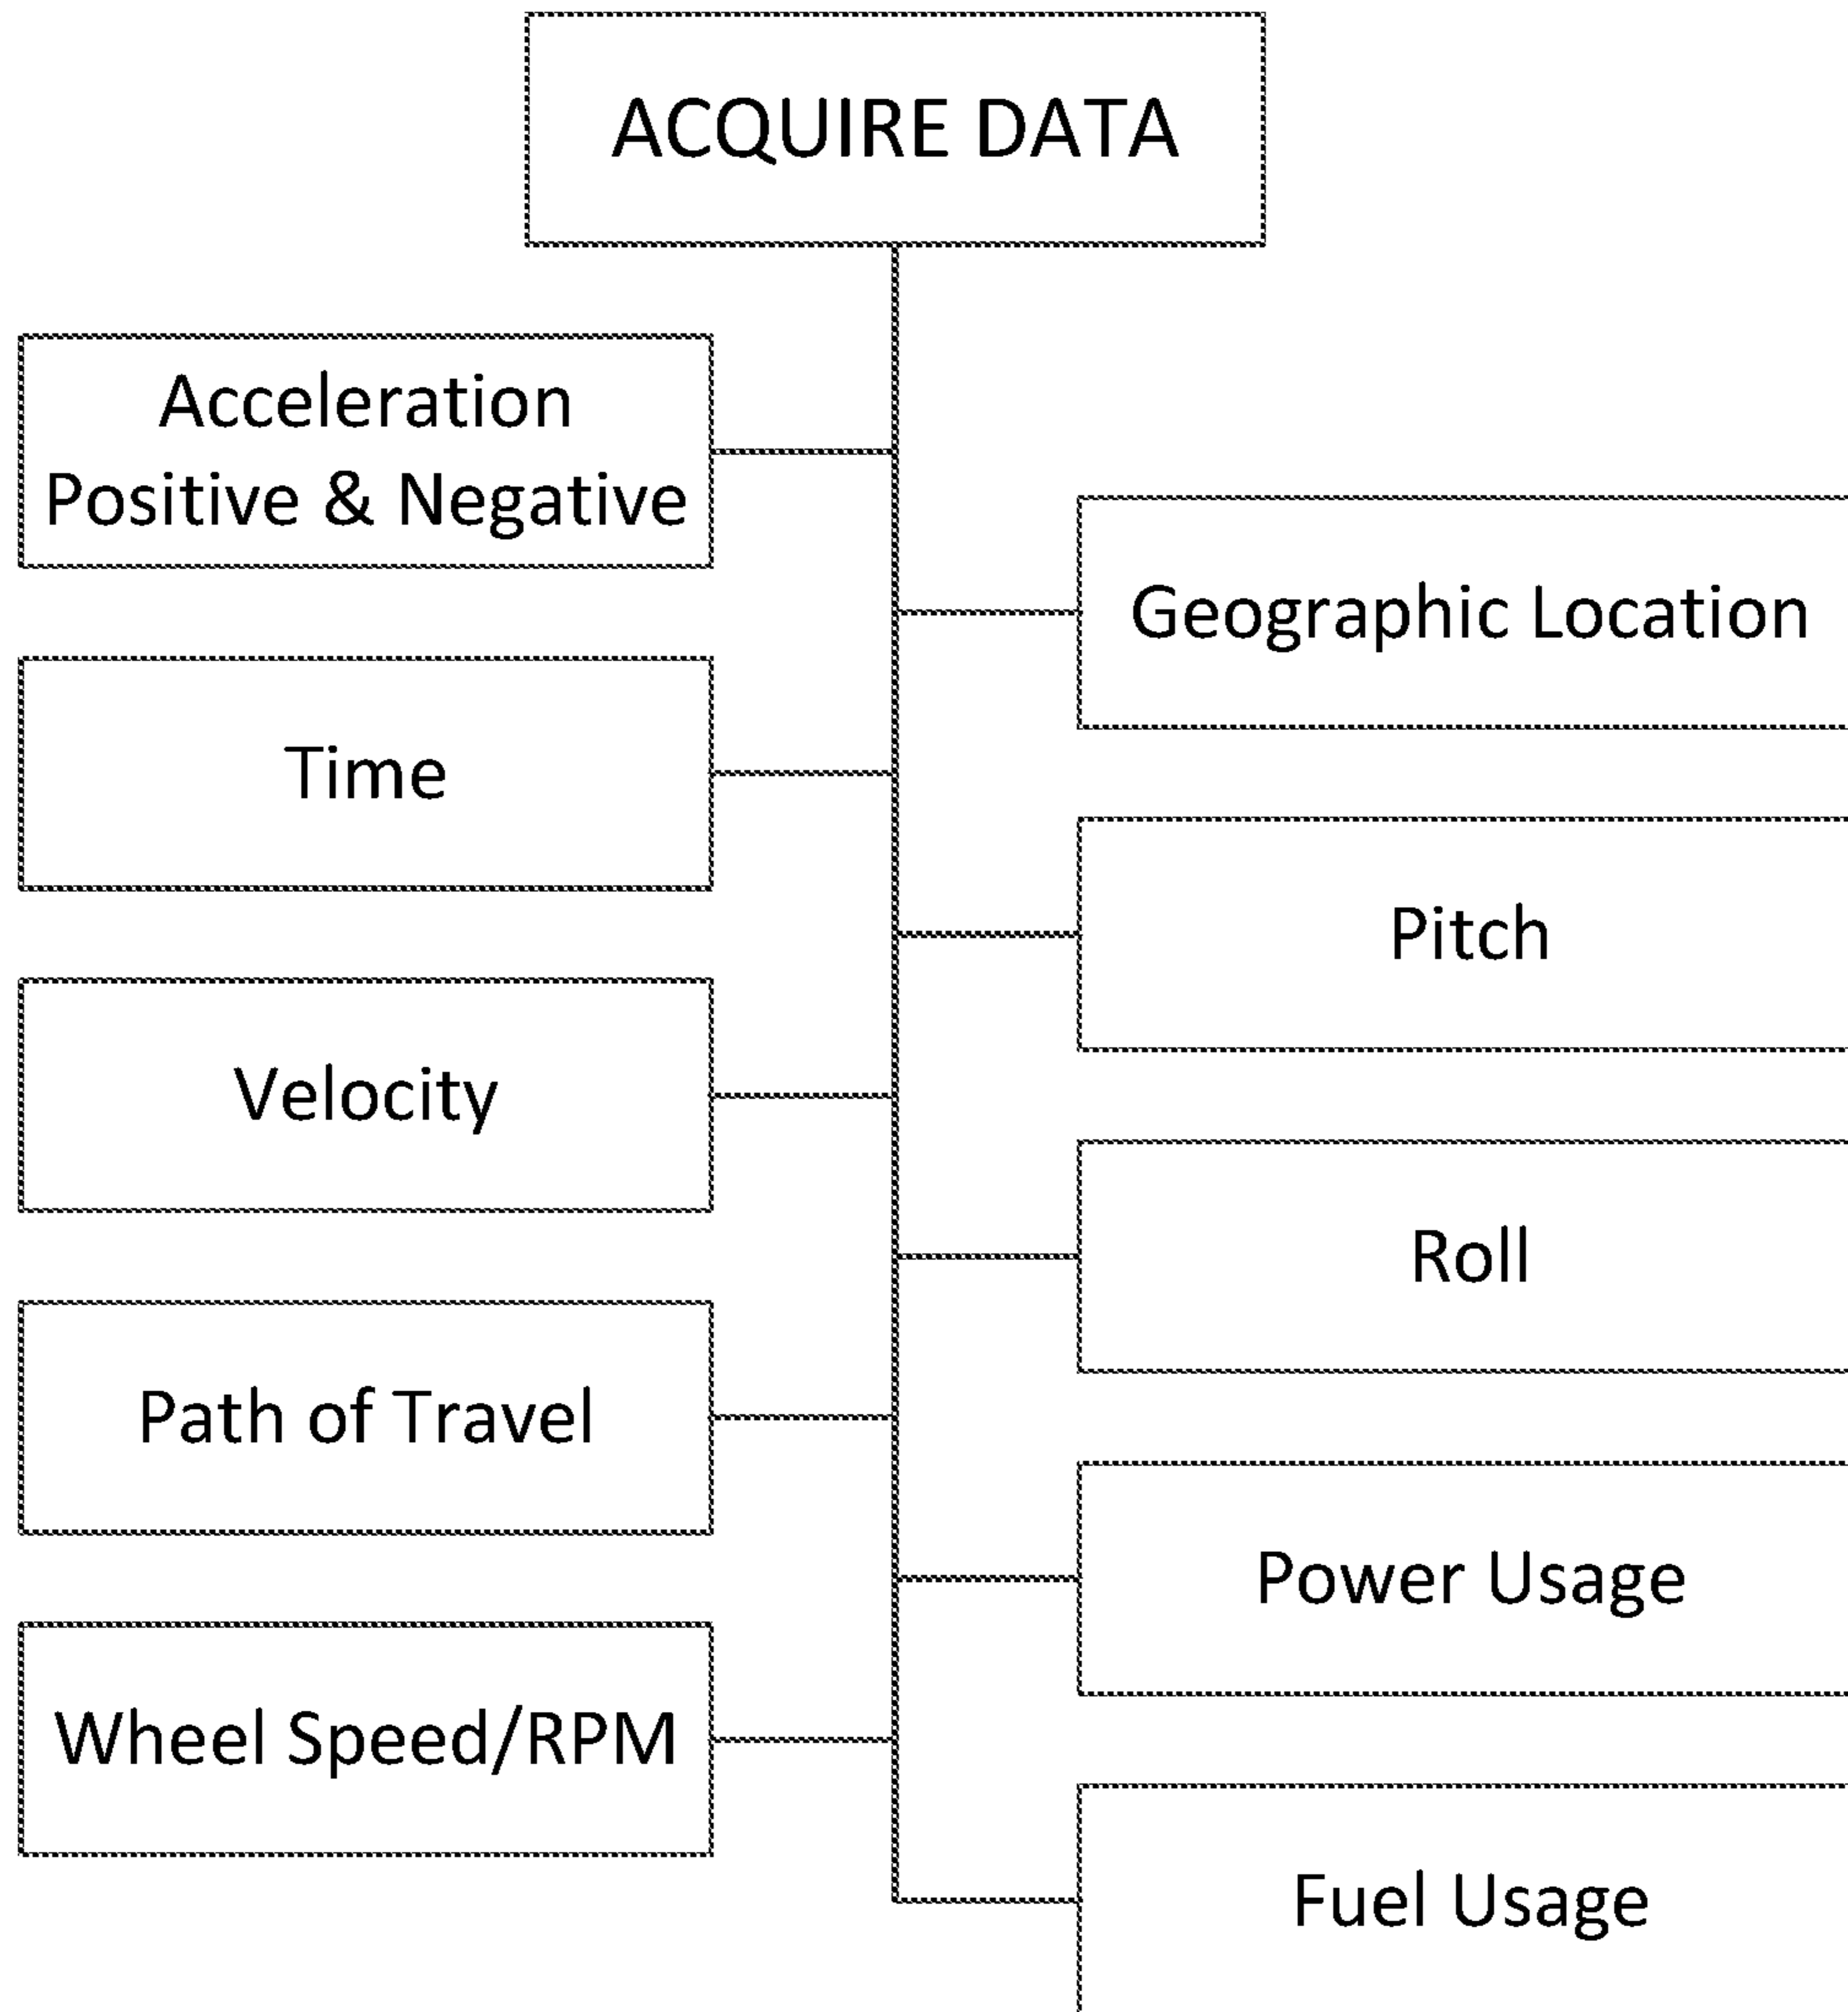 ACQUIRE DATA
Acceleration
Positive & Negative
Geographic Location
Time
Pitch
Velocity
Roll
Path of Travel
Power Usage
Wheel Speed/RPM
Fuel Usage